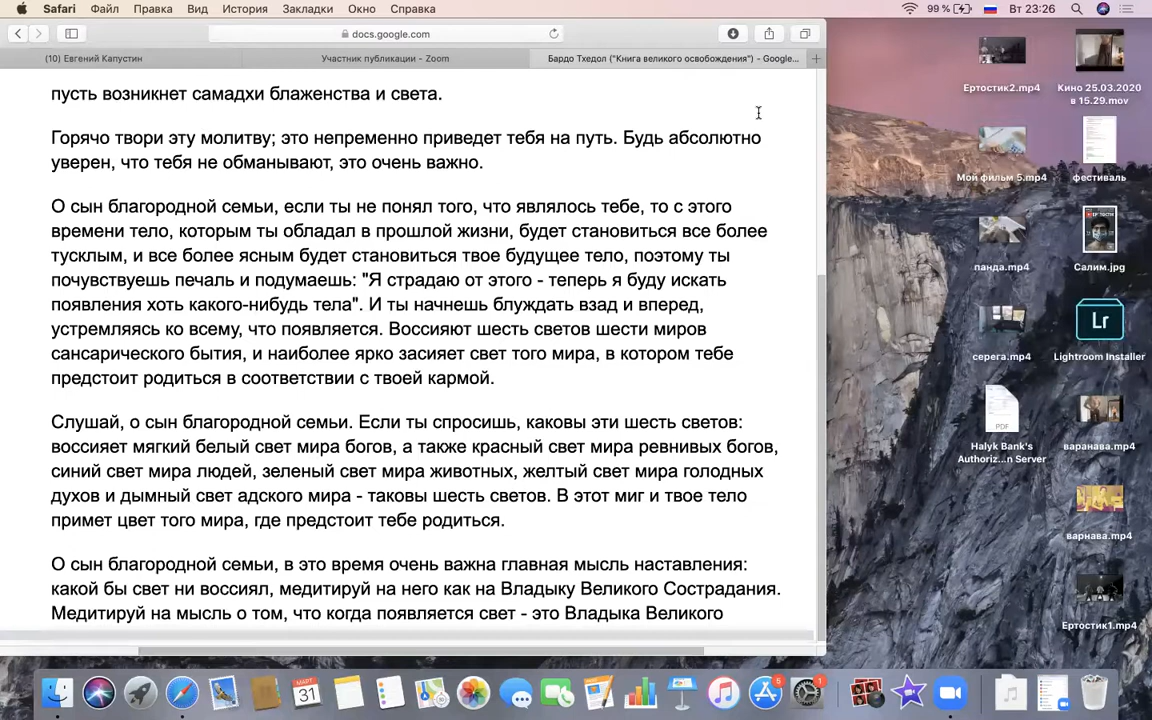 Safari Файл Правка Вид История Закладки Окно Справка 99 % Вт 23:26
docs.google.com
(10) Евгений Капустин Участник публикации - Zoom Бардо Тхедол ("Книга великого освобождения") - Google...
пусть возникнет самадхи блаженства и света.
Горячо твори эту молитву; это непременно приведет тебя на путь. Будь абсолютно
уверен, что тебя не обманывают, это очень важно.
О сын благородной семьи, если ты не понял того, что являлось тебе, то с этого
времени тело, которым ты обладал в прошлой жизни, будет становиться все более
тусклым, и все более ясным будет становиться твое будущее тело, поэтому ты
почувствуешь печаль и подумаешь: "Я страдаю от этого - теперь я буду искать
появления хоть какого-нибудь тела". И ты начнешь блуждать взад и вперед,
устремляясь ко всему, что появляется. Воссияют шесть светов шести миров
сансарического бытия, и наиболее ярко засияет свет того мира, в котором тебе
предстоит родиться в соответствии с твоей кармой.
Слушай, о сын благородной семьи. Если ты спросишь, каковы эти шесть светов:
воссияет мягкий белый свет мира богов, а также красный свет мира ревнивых богов,
синий свет мира людей, зеленый свет мира животных, желтый свет мира голодных
духов и дымный свет адского мира - таковы шесть светов. В этот миг и твое тело
примет цвет того мира, где предстоит тебе родиться.
О сын благородной семьи, в это время очень важна главная мысль наставления:
какой бы свет ни воссиял, медитируй на него как на Владыку Великого Сострадания.
Медитируй на мысль о том, что когда появляется свет - это Владыка Великого
Ертостик2.mp4
Кино 25.03.2020
в 15.29.mov
Мой фильм 5.mp4
фестиваль
панда.mp4
Салим.jpg
серега.mp4
Lr
Lightroom Installer
PDF
Halyk Bank's
Authoriz...n Server
варанава.mp4
варнава.mp4
Ертостик1.mp4
МАРТ
31
5
1